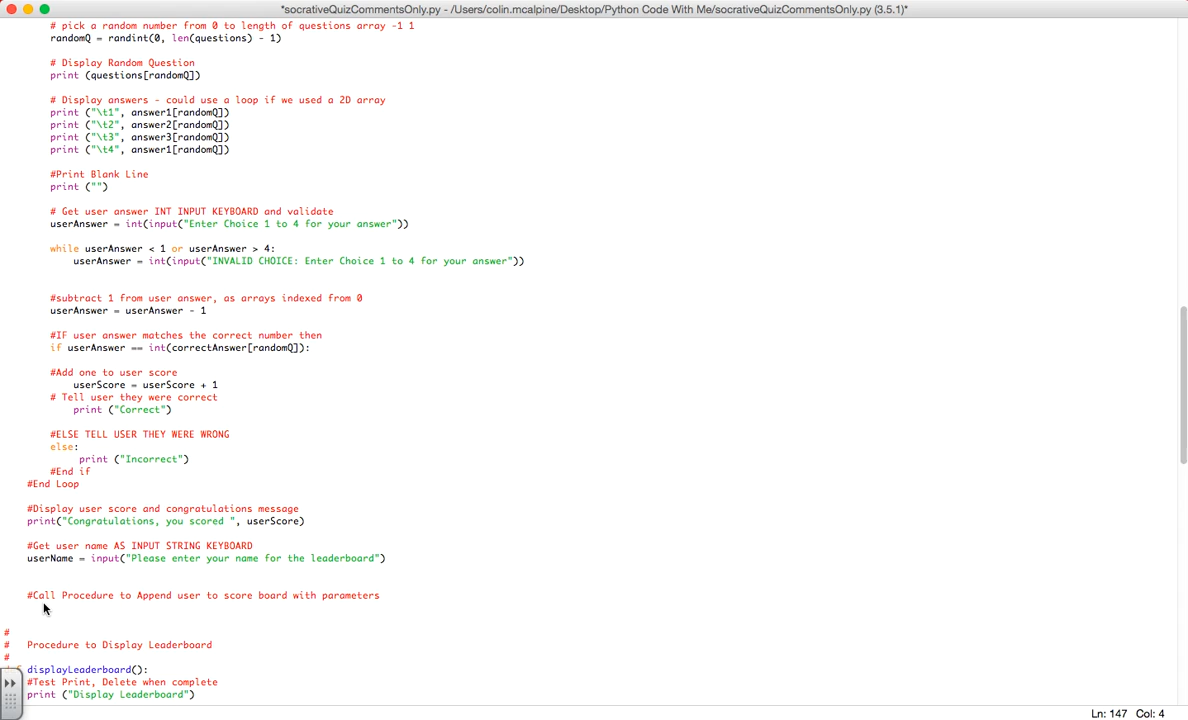 *socrativeQuizCommentsOnly.py - /Users/colin.mcalpine/Desktop/Python Code With Me/socrativeQuizCommentsOnly.py (3.5.1)*
# pick a random number from 0 to length of questions array -1 1
randomQ = randint(0, len(questions) - 1)
# Display Random Question
print (questions[randomQ])
# Display answers - could use a loop if we used a 2D array
print ("\t1", answer1[randomQ])
print ("\t2", answer2[randomQ])
print ("\t3", answer3[randomQ])
print ("\t4", answer1[randomQ])
#Print Blank Line
print ("")
# Get user answer INT INPUT KEYBOARD and validate
userAnswer = int(input("Enter Choice 1 to 4 for your answer"))
while userAnswer < 1 or userAnswer > 4:
userAnswer = int(input("INVALID CHOICE: Enter Choice 1 to 4 for your answer"))
#subtract 1 from user answer, as arrays indexed from 0
userAnswer = userAnswer - 1
#IF user answer matches the correct number then
if userAnswer == int(correctAnswer[randomQ]):
#Add one to user score
userScore = userScore + 1
# Tell user they were correct
print ("Correct")
#ELSE TELL USER THEY WERE WRONG
else:
print ("Incorrect")
#End if
#End Loop
#Display user score and congratulations message
print("Congratulations, you scored ", userScore)
#Get user name AS INPUT STRING KEYBOARD
userName = input("Please enter your name for the leaderboard")
#Call Procedure to Append user to score board with parameters
#
# Procedure to Display Leaderboard
#
displayLeaderboard():
#Test Print, Delete when complete
print ("Display Leaderboard")
Ln: 147 Col: 4